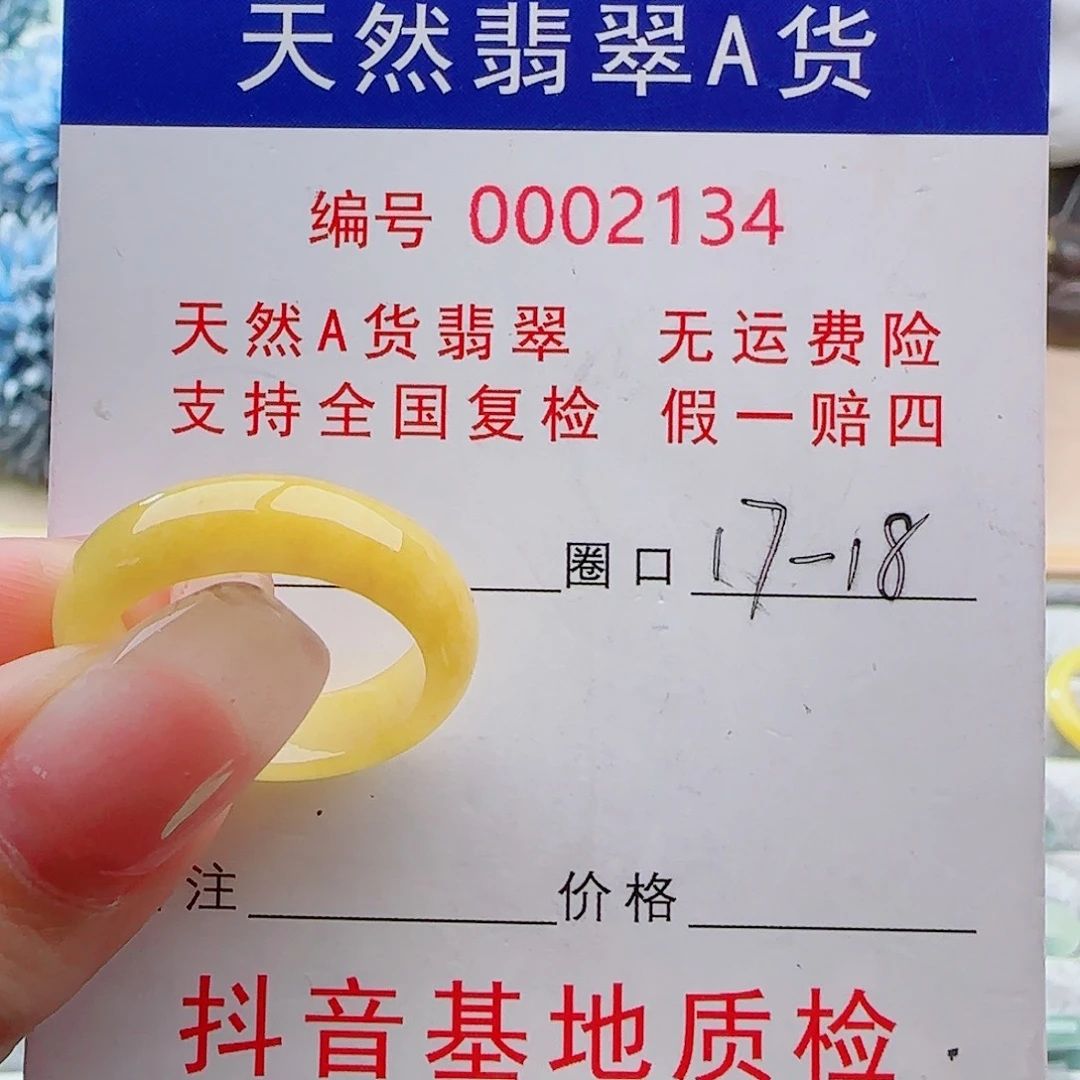 天然翡翠A货
编号 0002134
天然A货翡翠 无运费险
支持全国复检 假一赔四
圈口 17-18
注 价格
抖音基地质检